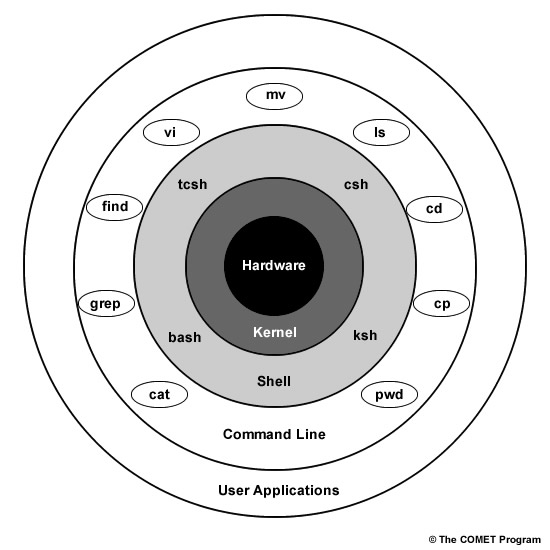 mv
vi
ls
tcsh
csh
find
cd
Hardware
grep
cp
Kernel
bash
ksh
Shell
cat
pwd
Command Line
User Applications
© The COMET Program